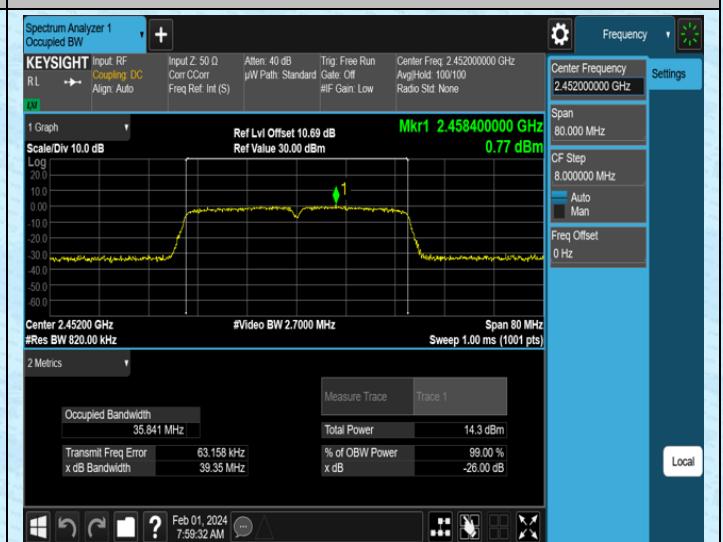 Spectrum Analyzer 1
Occupied BW
Frequency
KEYSIGHT
RL
LXI
Input: RF
Coupling: DC
Align: Auto
Input Z: 50 Ω
Corr CCorr
Freq Ref: Int (S)
Atten: 40 dB
µW Path: Standard
Trig: Free Run
Gate: Off
#IF Gain: Low
Center Freq: 2.452000000 GHz
Avg|Hold: 100/100
Radio Std: None
1 Graph
Scale/Div 10.0 dB
Ref Lvl Offset 10.69 dB
Ref Value 30.00 dBm
Mkr1 2.458400000 GHz
0.77 dBm
Log
20.0
10.0
0.00
-10.0
-20.0
-30.0
-40.0
-50.0
-60.0
1
Center 2.45200 GHz
#Res BW 820.00 kHz
#Video BW 2.7000 MHz
Span 80 MHz
Sweep 1.00 ms (1001 pts)
2 Metrics
Measure Trace
Trace 1
Occupied Bandwidth
35.841 MHz
Total Power
14.3 dBm
Transmit Freq Error
63.158 kHz
% of OBW Power
99.00 %
x dB Bandwidth
39.35 MHz
x dB
-26.00 dB
Center Frequency
2.452000000 GHz
Settings
Span
80.000 MHz
CF Step
8.000000 MHz
Auto
Man
Freq Offset
0 Hz
Local
?
Feb 01, 2024
7:59:32 AM